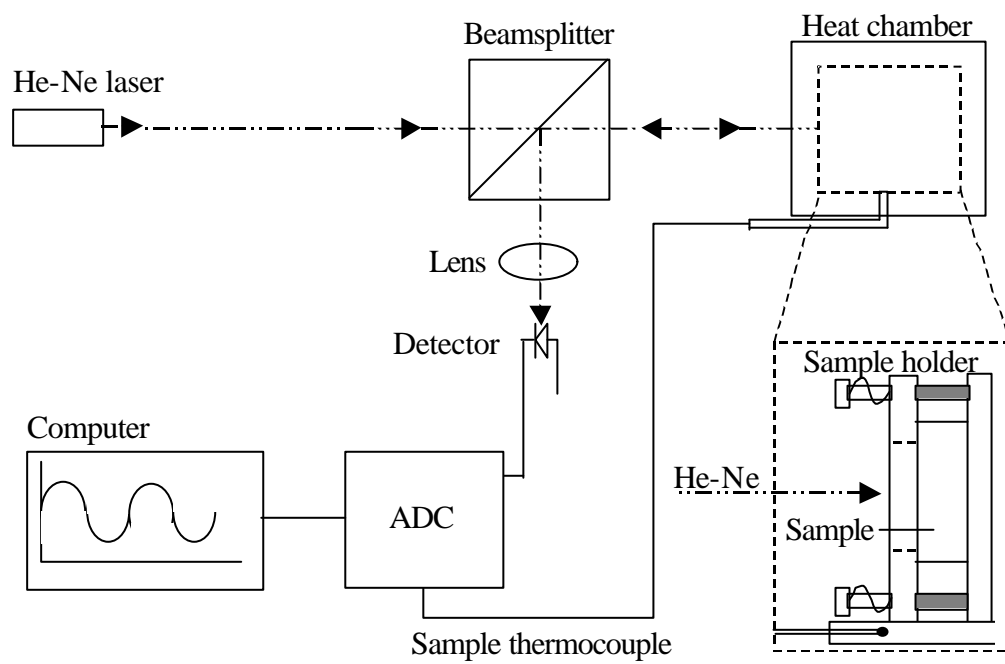 Heat chamber
Beamsplitter
He-Ne laser
Lens
Detector
Sample holder
Computer
He-Ne
ADC
Sample
Sample thermocouple